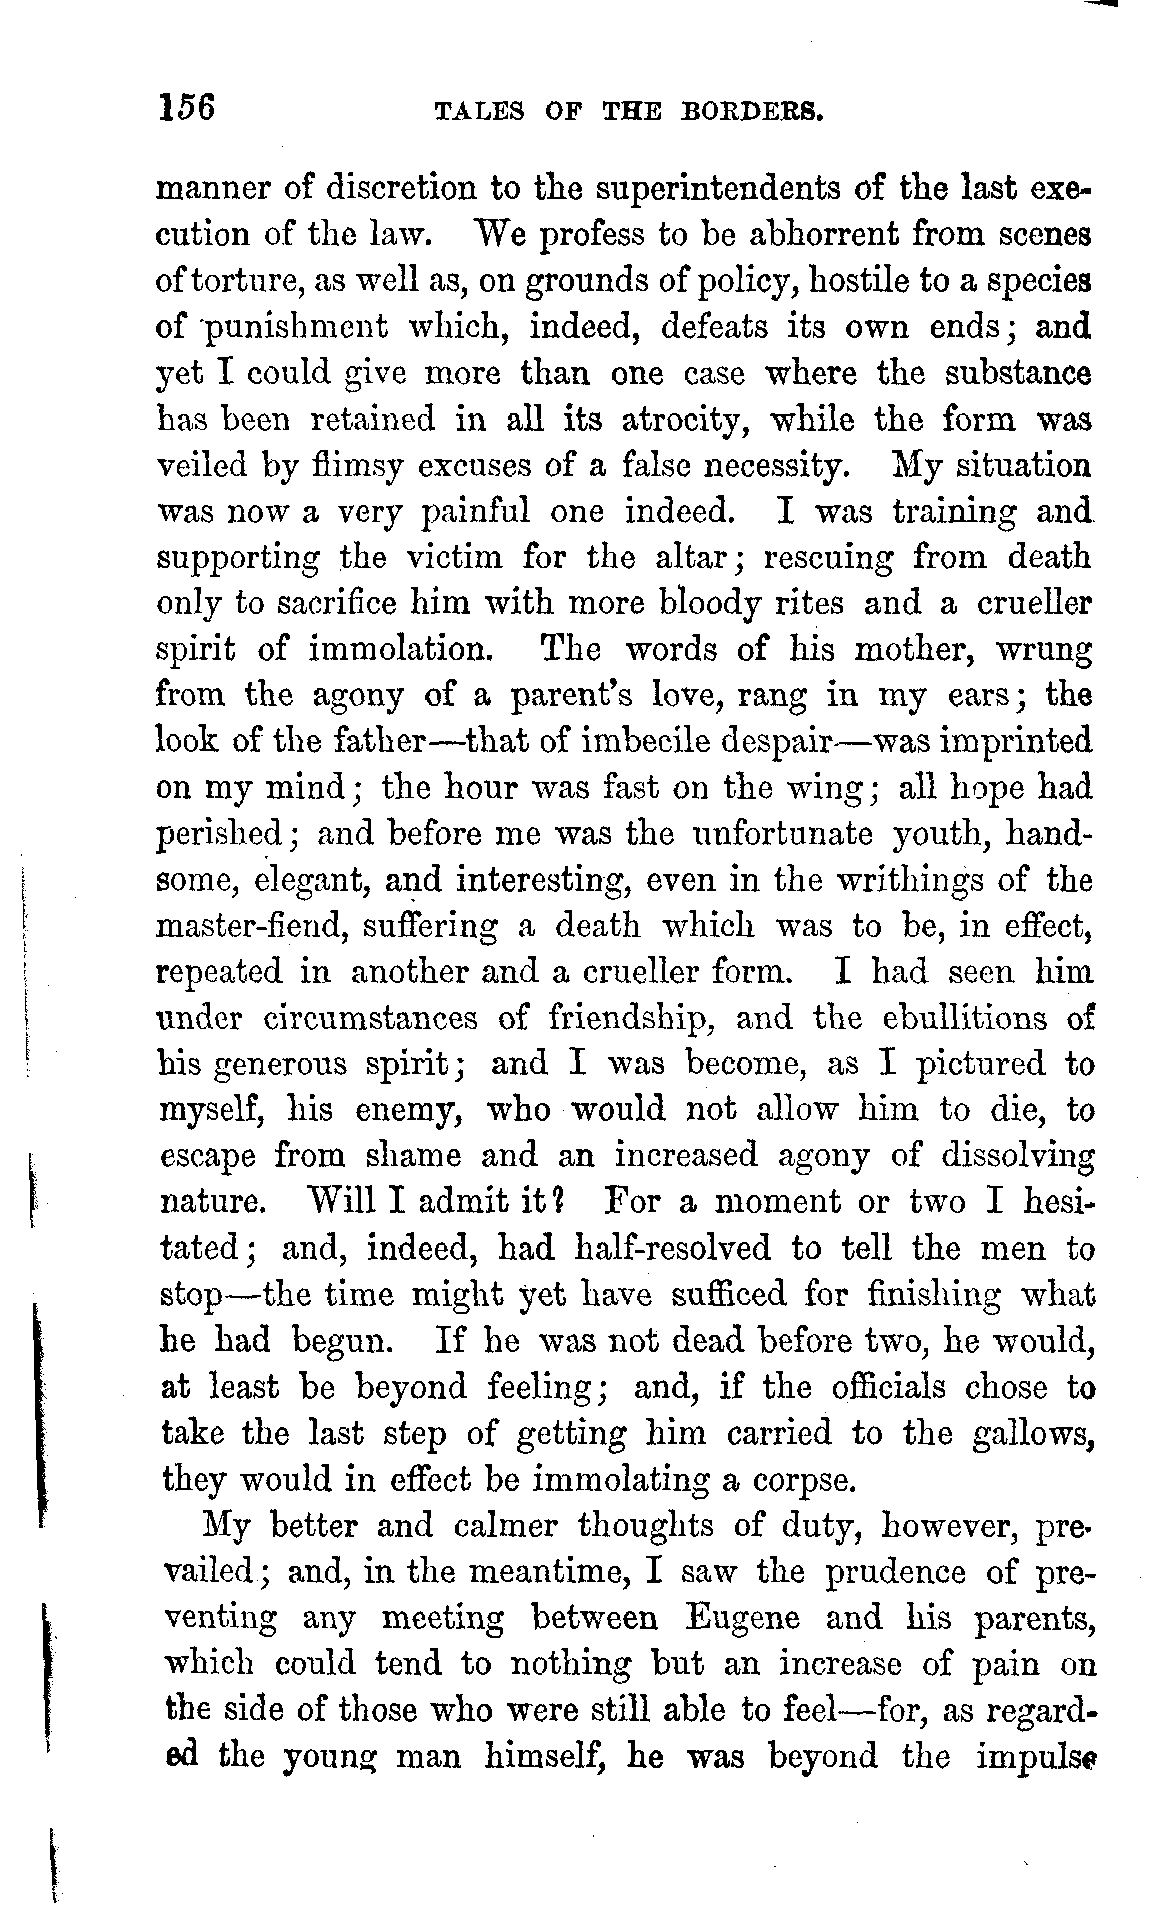 156 TALES OF THE BORDERS.
manner of discretion to the superintendents of the last exe-
cution of the law. We profess to be abhorrent from scenes
of torture, as well as, on grounds of policy, hostile to a species
of punishment which, indeed, defeats its own ends; and
yet I could give more than one case where the substance
has been retained in all its atrocity, while the form was
veiled by flimsy excuses of a false necessity. My situation
was now a very painful one indeed. I was training and
supporting the victim for the altar; rescuing from death
only to sacrifice him with more bloody rites and a crueller
spirit of immolation. The words of his mother, wrung
from the agony of a parent's love, rang in my ears; the
look of the father—that of imbecile despair—was imprinted
on my mind; the hour was fast on the wing; all hope had
perished; and before me was the unfortunate youth, hand-
some, elegant, and interesting, even in the writhings of the
master-fiend, suffering a death which was to be, in effect,
repeated in another and a crueller form. I had seen him
under circumstances of friendship, and the ebullitions of
his generous spirit; and I was become, as I pictured to
myself, his enemy, who would not allow him to die, to
escape from shame and an increased agony of dissolving
nature. Will I admit it? For a moment or two I hesi-
tated; and, indeed, had half-resolved to tell the men to
stop—the time might yet have sufficed for finishing what
he had begun. If he was not dead before two, he would,
at least be beyond feeling; and, if the officials chose to
take the last step of getting him carried to the gallows,
they would in effect be immolating a corpse.
My better and calmer thoughts of duty, however, pre-
vailed; and, in the meantime, I saw the prudence of pre-
venting any meeting between Eugene and his parents,
which could tend to nothing but an increase of pain on
the side of those who were still able to feel—for, as regard-
ed the young man himself, he was beyond the impulse